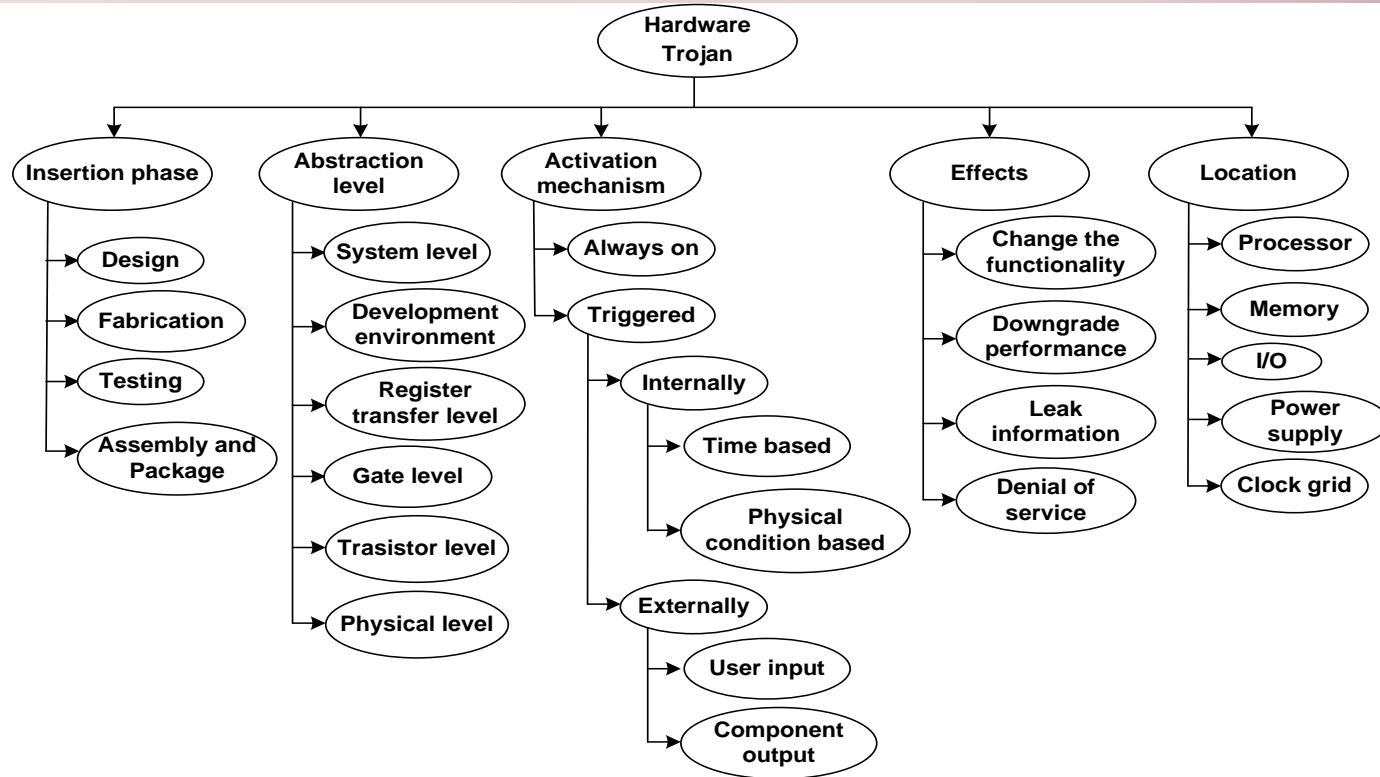 Hardware
Trojan
Insertion phase
Design
Fabrication
Testing
Assembly and
Package
Abstraction
level
System level
Development
environment
Register
transfer level
Gate level
Trasistor level
Physical level
Activation
mechanism
Always on
Triggered
Internally
Time based
Physical
condition based
Externally
User input
Component
output
Effects
Change the
functionality
Downgrade
performance
Leak
information
Denial of
service
Location
Processor
Memory
I/O
Power
supply
Clock grid